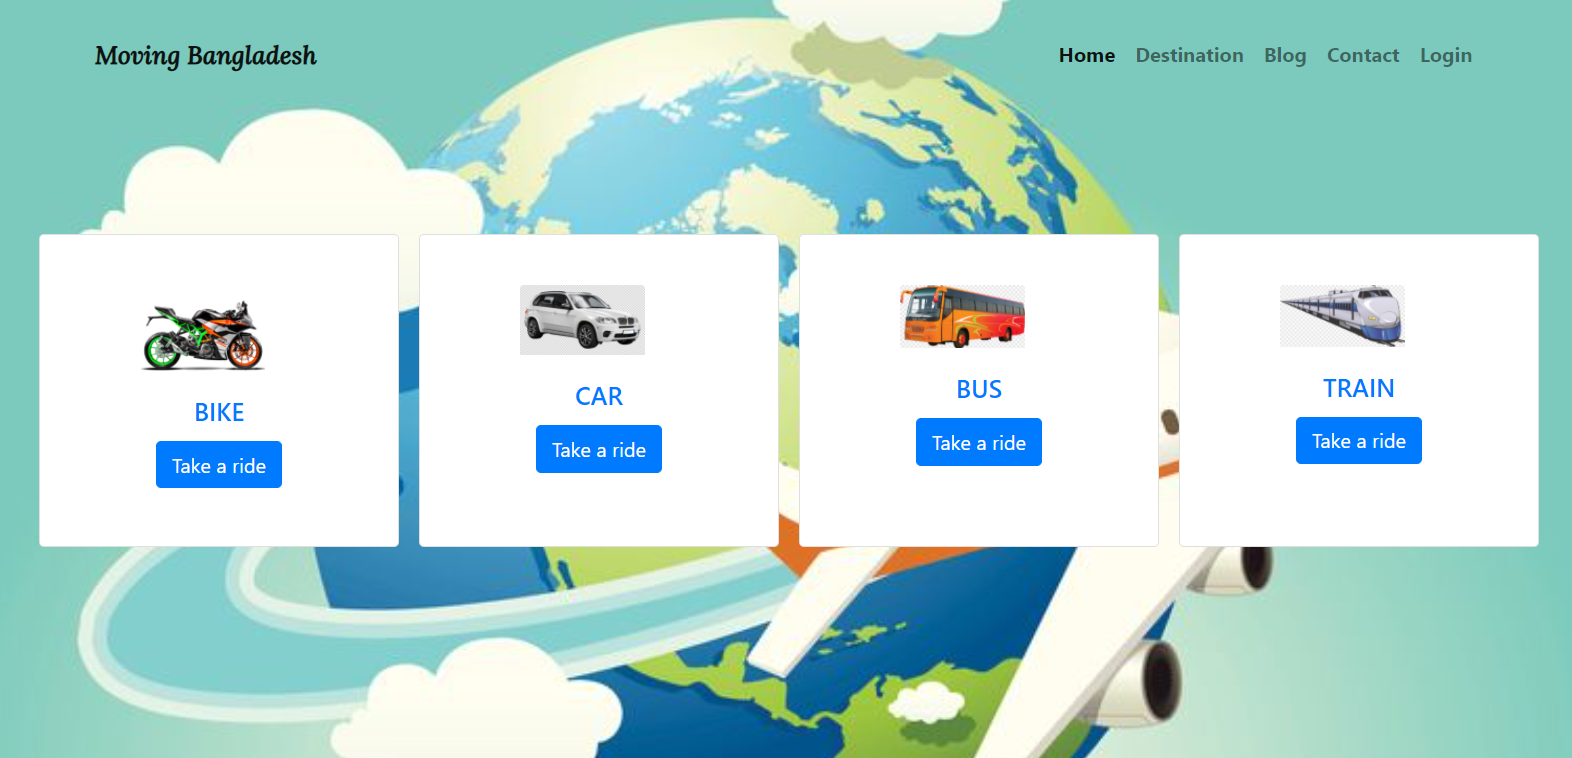 Moving Bangladesh
Home Destination Blog Contact Login
BIKE
Take a ride
CAR
Take a ride
BUS
Take a ride
TRAIN
Take a ride